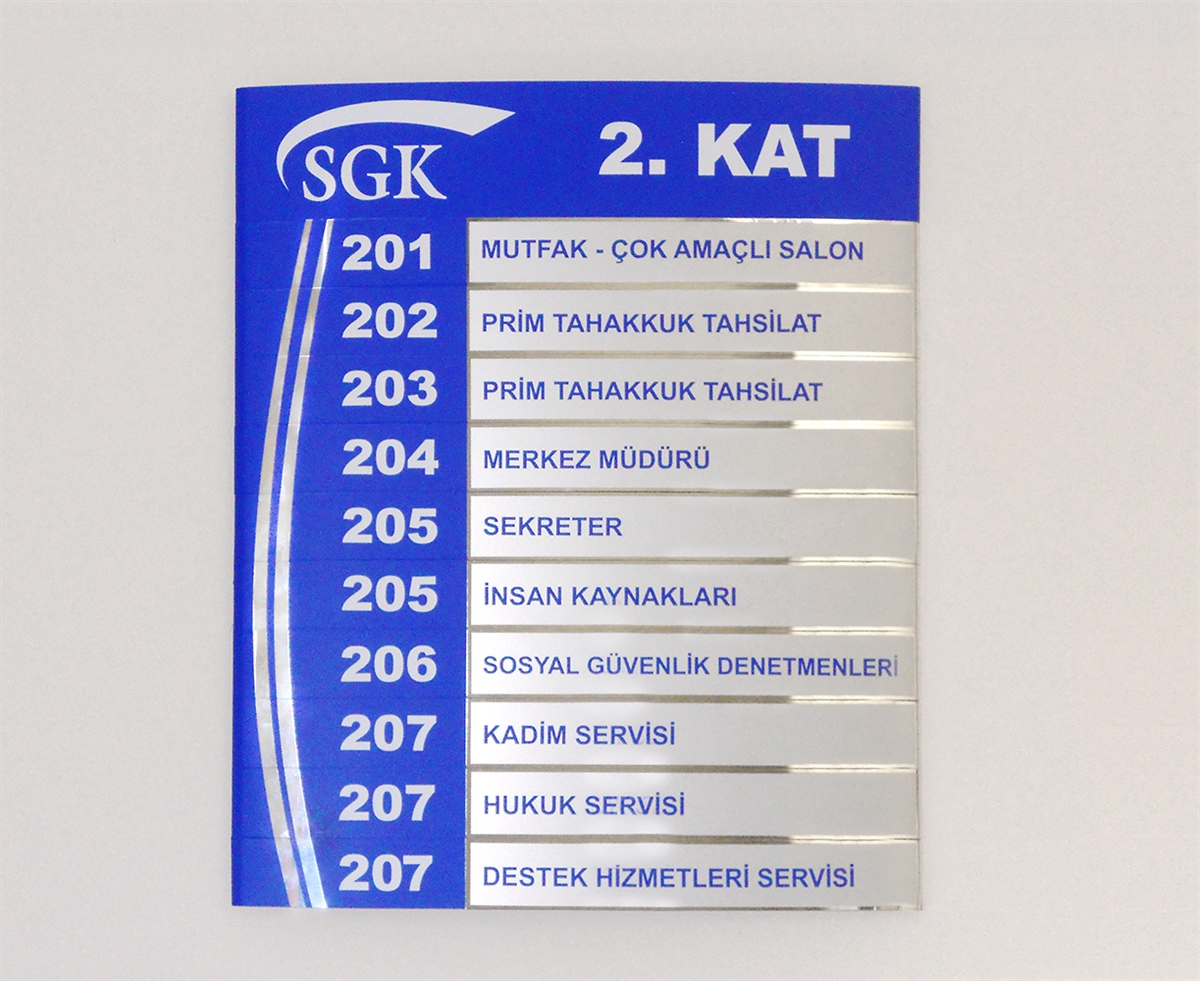 SGK
2. KAT
201 MUTFAK - ÇOK AMAÇLI SALON
202 PRİM TAHAKKUK TAHSİLAT
203 PRİM TAHAKKUK TAHSİLAT
204 MERKEZ MÜDÜRÜ
205 SEKRETER
205 İNSAN KAYNAKLARI
206 SOSYAL GÜVENLİK DENETMENLERİ
207 KADİM SERVİSİ
207 HUKUK SERVİSİ
207 DESTEK HİZMETLERİ SERVİSİ